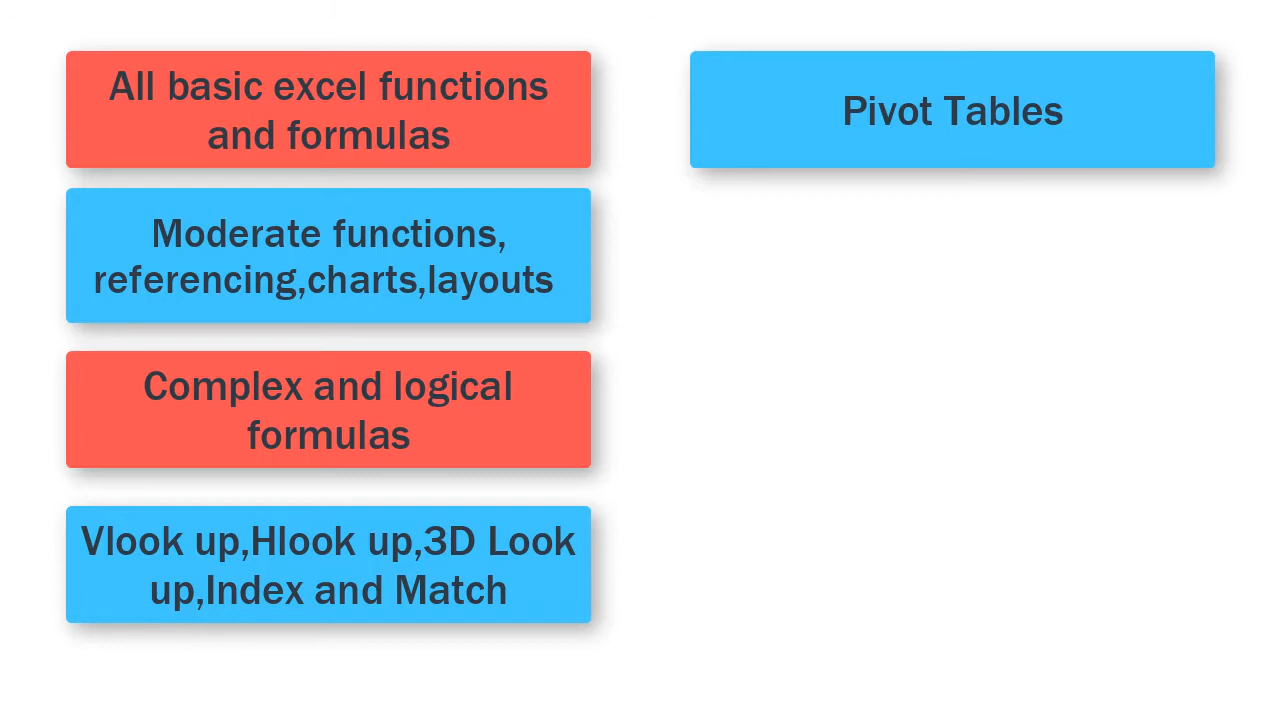 All basic excel functions
and formulas
Moderate functions,
referencing,charts,layouts
Complex and logical
formulas
Vlook up,Hlook up,3D Look
up,Index and Match
Pivot Tables